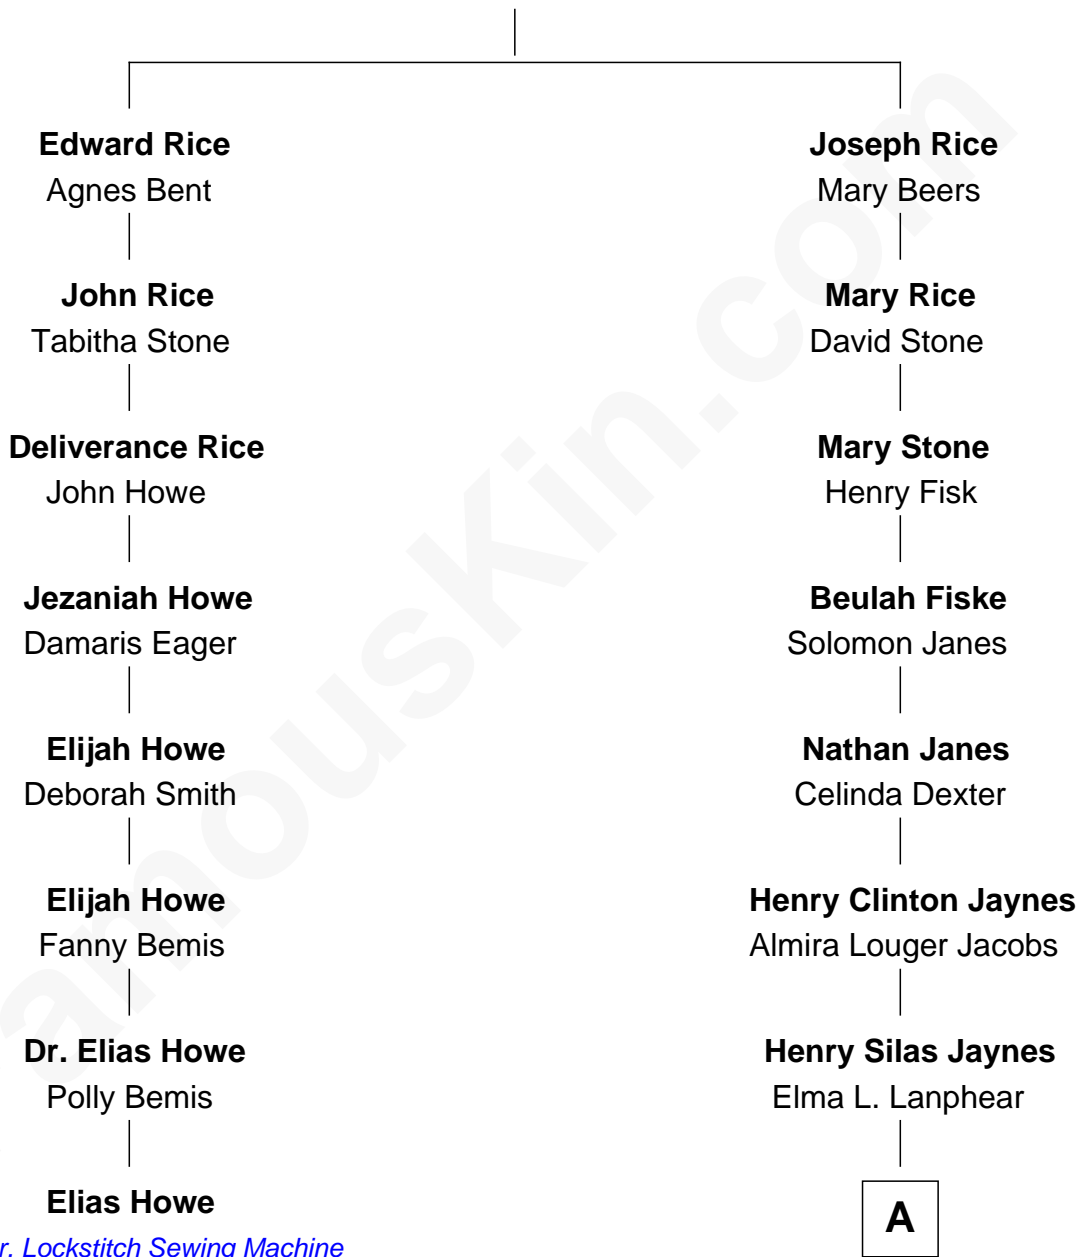 Edward Rice
Agnes Bent
Joseph Rice
Mary Beers
John Rice
Tabitha Stone
Mary Rice
David Stone
Deliverance Rice
John Howe
Mary Stone
Henry Fisk
Jezaniah Howe
Damaris Eager
Beulah Fiske
Solomon Janes
Elijah Howe
Deborah Smith
Nathan Janes
Celinda Dexter
Elijah Howe
Fanny Bemis
Henry Clinton Jaynes
Almira Louger Jacobs
Dr. Elias Howe
Polly Bemis
Henry Silas Jaynes
Elma L. Lanphear
Elias Howe
r. Lockstitch Sewing Machine
A
amousKin.com